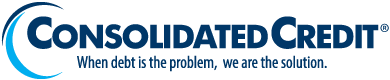 CONSOLIDATED CREDIT®
When debt is the problem, we are the solution.